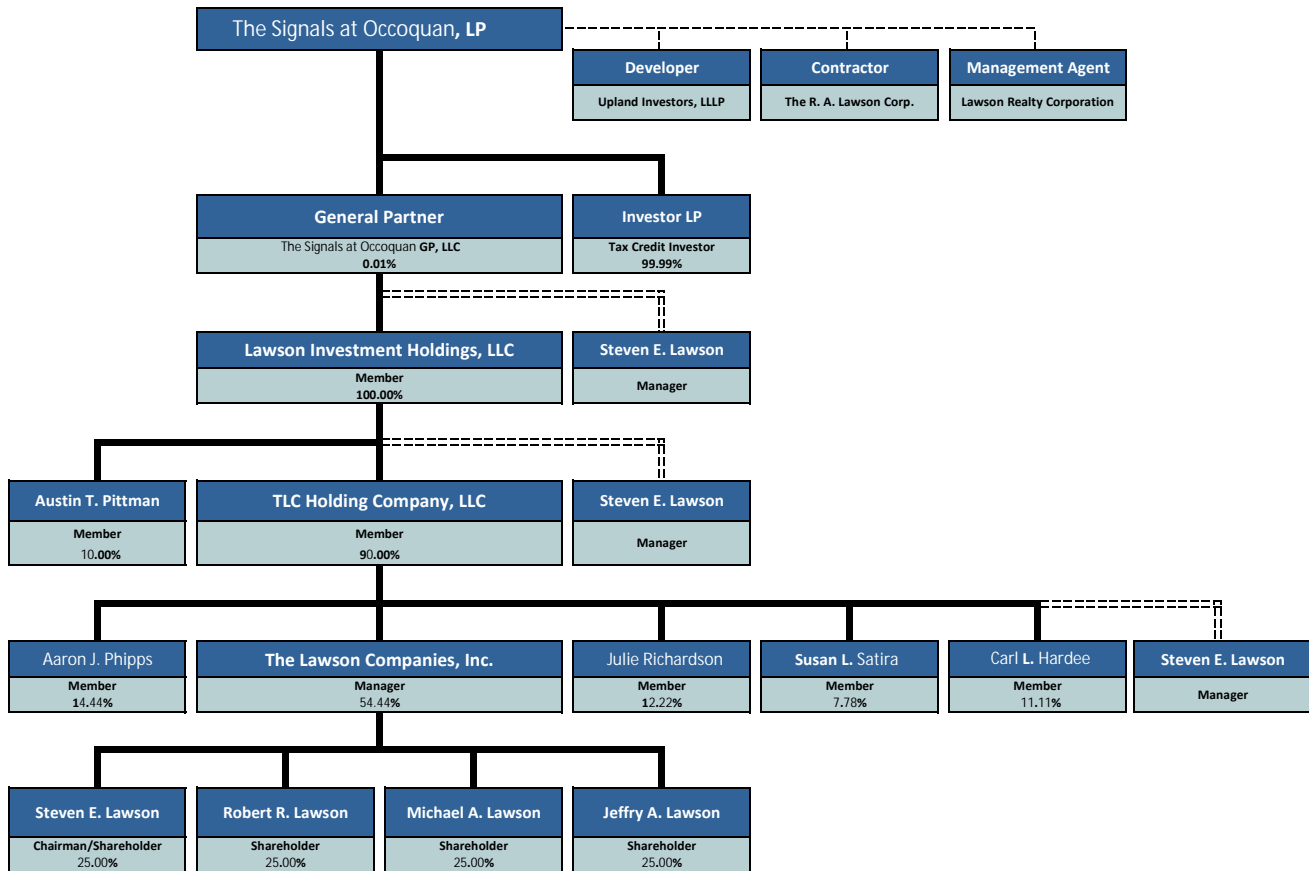 The Signals at Occoquan, LP
Developer
Upland Investors, LLLP
Contractor
The R. A. Lawson Corp.
Management Agent
Lawson Realty Corporation
General Partner
The Signals at Occoquan GP, LLC
0.01%
Investor LP
Tax Credit Investor
99.99%
Lawson Investment Holdings, LLC
Member
100.00%
Steven E. Lawson
Manager
Austin T. Pittman
Member
10.00%
TLC Holding Company, LLC
Member
90.00%
Steven E. Lawson
Manager
Aaron J. Phipps
Member
14.44%
The Lawson Companies, Inc.
Manager
54.44%
Julie Richardson
Member
12.22%
Susan L. Satira
Member
7.78%
Carl L. Hardee
Member
11.11%
Steven E. Lawson
Manager
Steven E. Lawson
Chairman/Shareholder
25.00%
Robert R. Lawson
Shareholder
25.00%
Michael A. Lawson
Shareholder
25.00%
Jeffry A. Lawson
Shareholder
25.00%